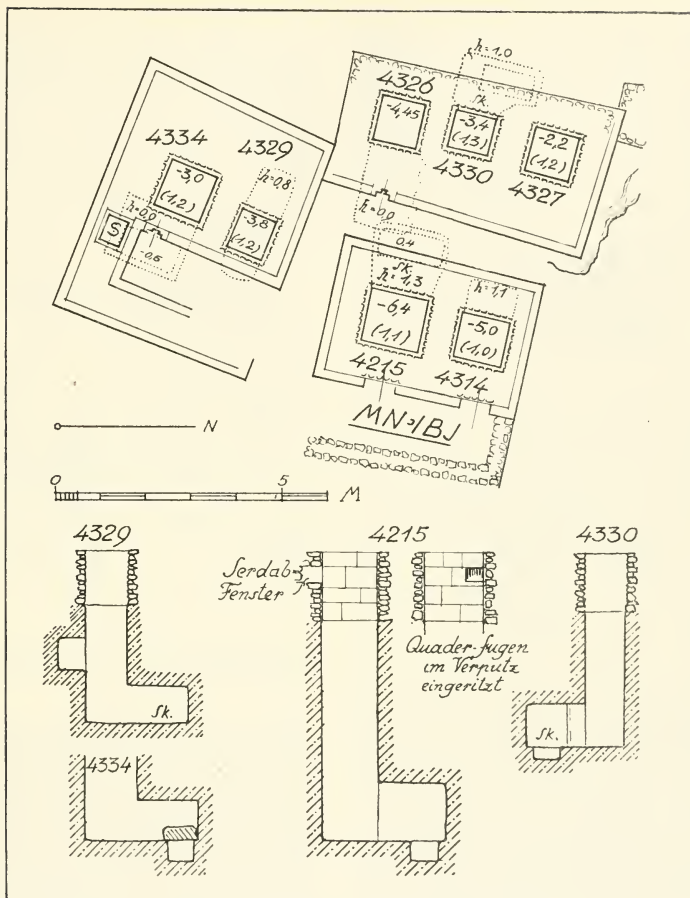 h=1,0
4326
-4,45
sk.
-3,4
(1,3)
4330
-2,2
(1,2)
4327
4334
4329
-3,0
(1,2)
h=0,8
-3,8
(1,2)
h=0,0
S
-0,6
h=0,0
0,4
sk.
h=1,3
h=1,1
-6,4
(1,1)
-5,0
(1,0)
4215
4314
MN:IBJ
N
0 5 M
4329
4215
4330
Serdab-
Fenster
Quader-fugen
im Verputz
eingeritzt
Sk.
Sk.
4334